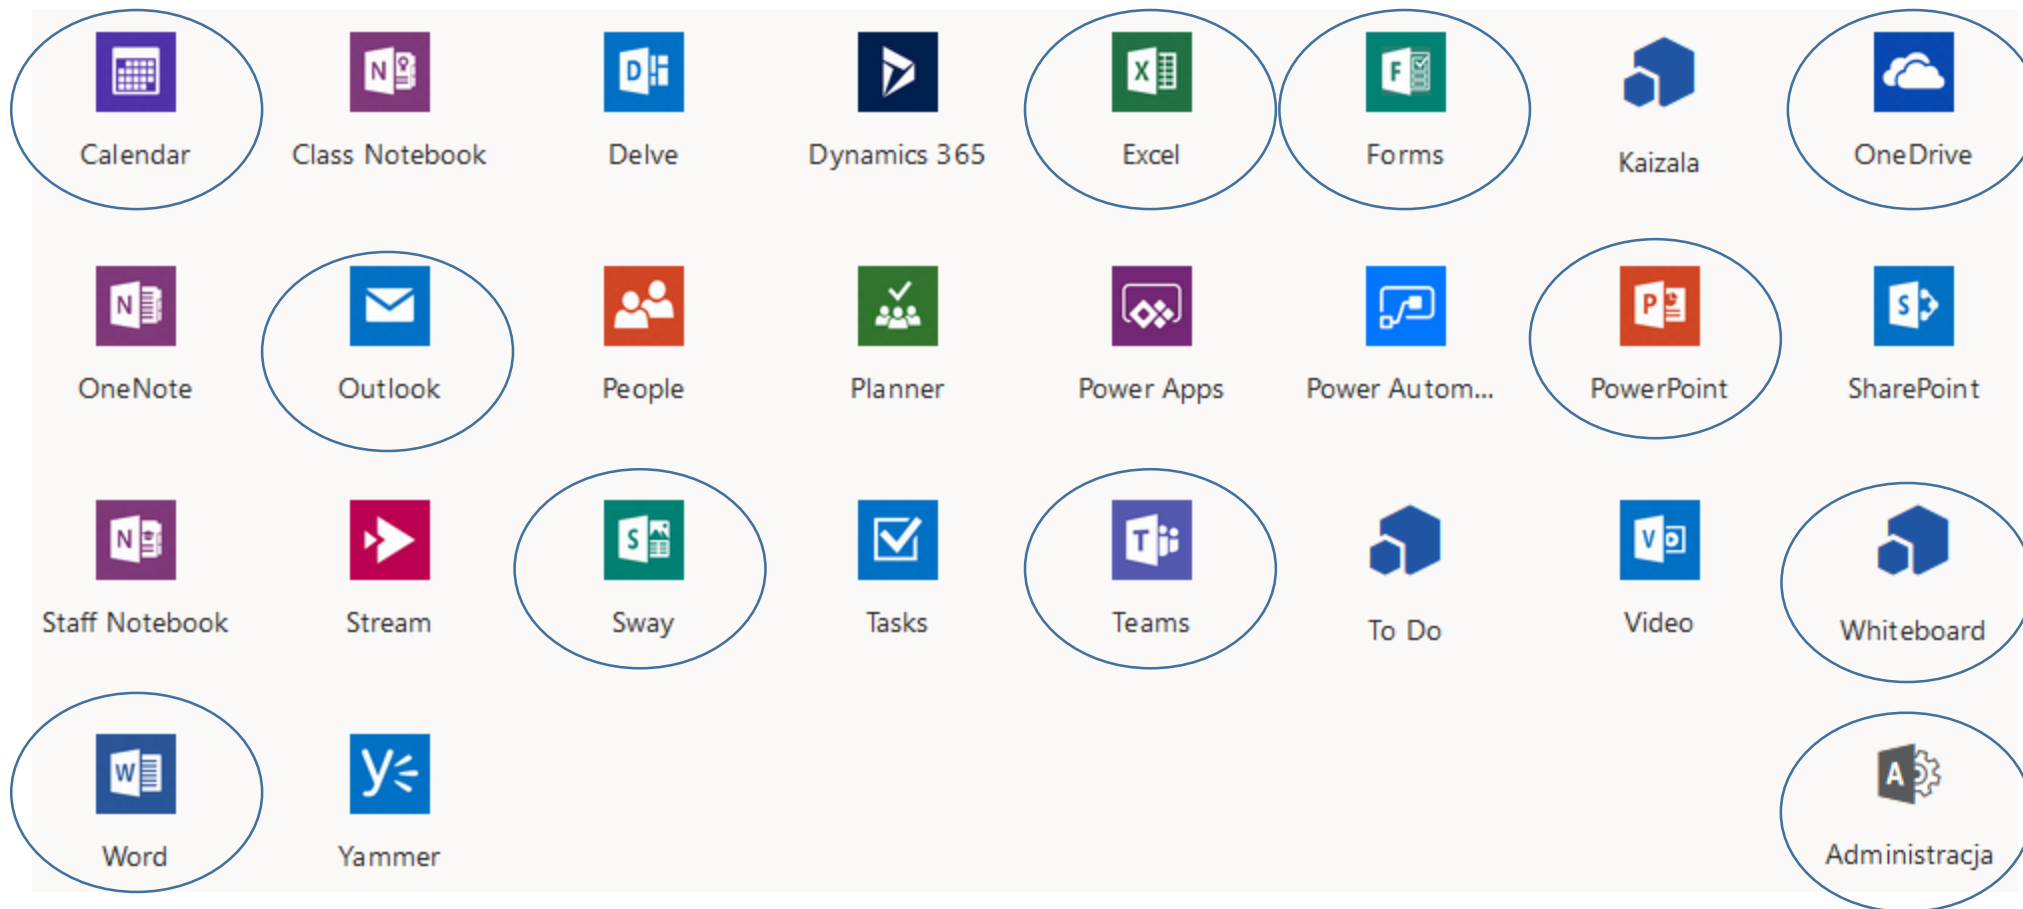 Calendar
Class Notebook
Delve
Dynamics 365
Excel
Forms
Kaizala
OneDrive
OneNote
Outlook
People
Planner
Power Apps
Power Autom...
PowerPoint
SharePoint
Staff Notebook
Stream
Sway
Tasks
Teams
To Do
Video
Whiteboard
Word
Yammer
Administracja